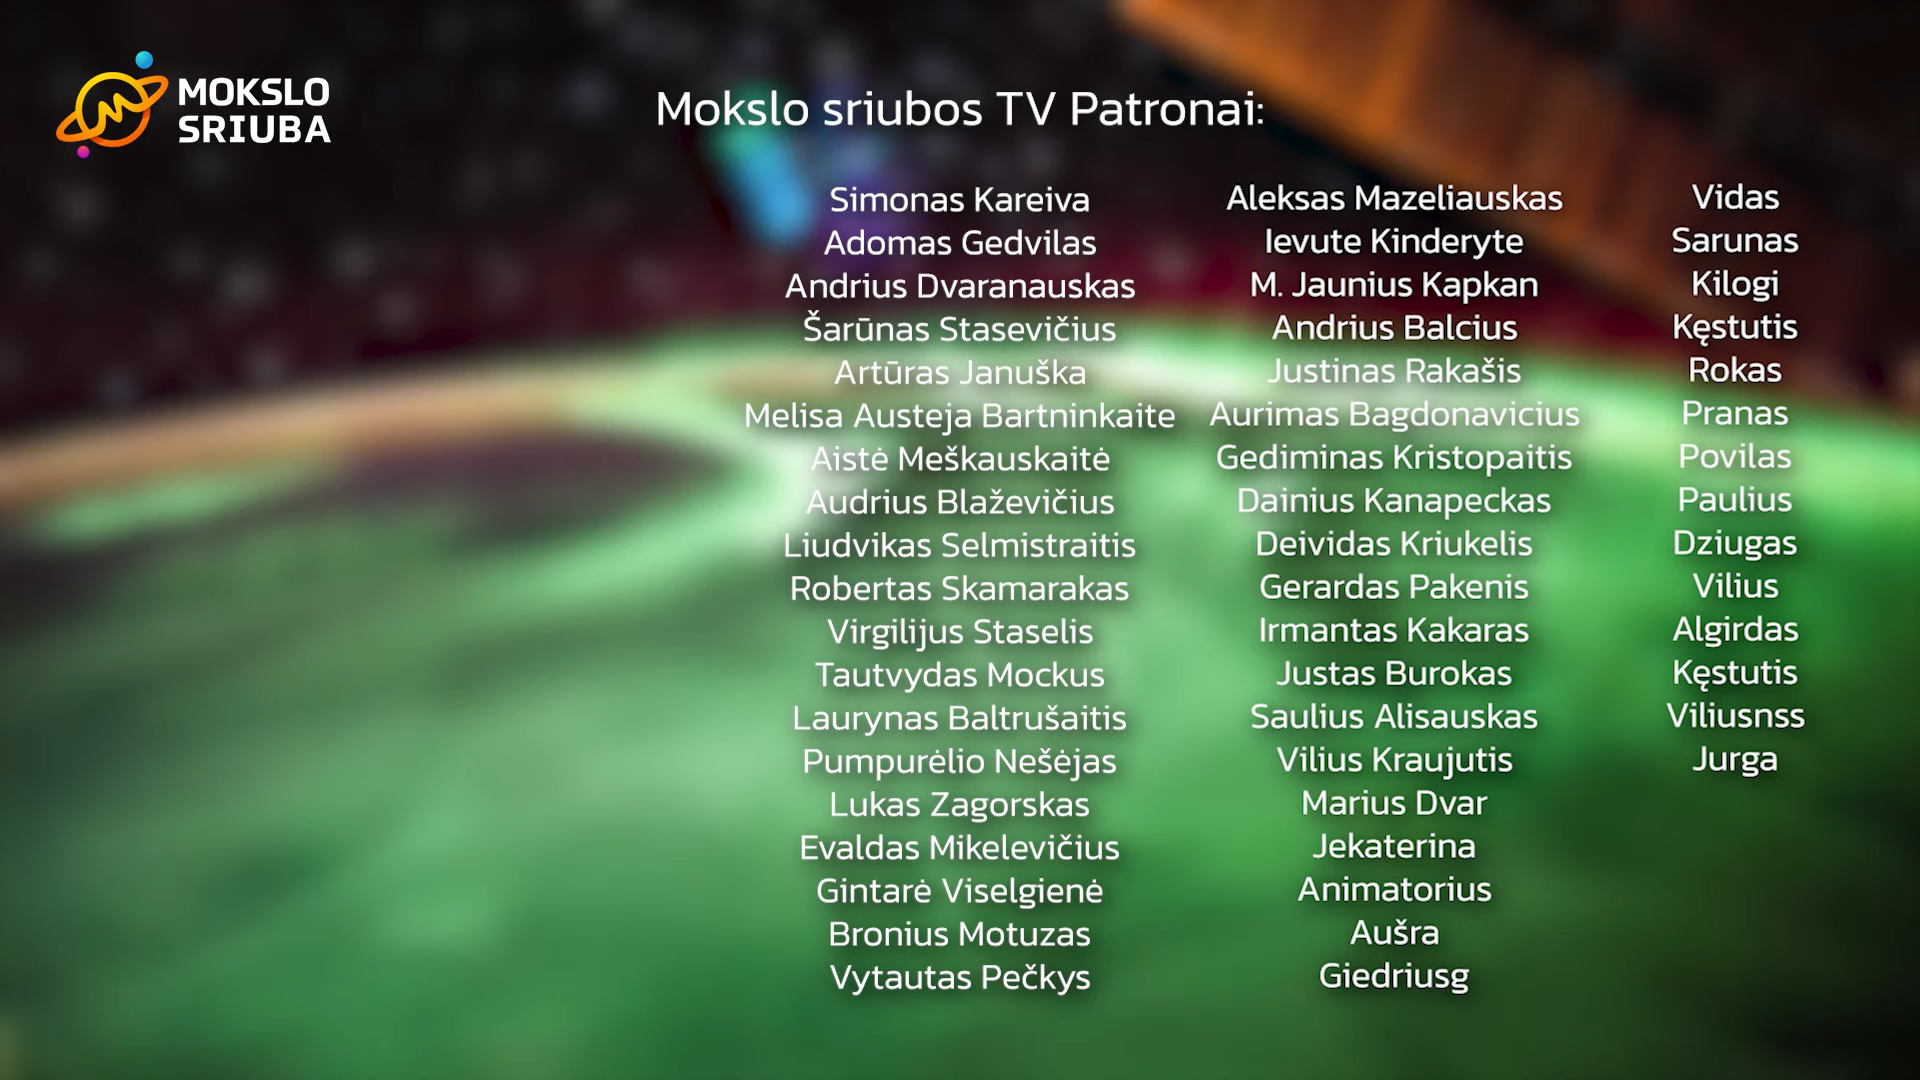 MOKSLO
SRIUBA
Mokslo sriubos TV Patronai:
Simonas Kareiva
Adomas Gedvilas
Andrius Dvaranauskas
Šarūnas Stasevičius
Artūras Januška
Melisa Austeja Bartninkaite
Aistė Meškauskaitė
Audrius Blaževičius
Liudvikas Selmistraitis
Robertas Skamarakas
Virgilijus Staselis
Tautvydas Mockus
Laurynas Baltrušaitis
Pumpurėlio Nešėjas
Lukas Zagorskas
Evaldas Mikelevičius
Gintarė Viselgienė
Bronius Motuzas
Vytautas Pečkys
Aleksas Mazeliauskas
Ievute Kinderyte
M. Jaunius Kapkan
Andrius Balcius
Justinas Rakašis
Aurimas Bagdonavicius
Gediminas Kristopaitis
Dainius Kanapeckas
Deividas Kriukelis
Gerardas Pakenis
Irmantas Kakaras
Justas Burokas
Saulius Alisauskas
Vilius Kraujutis
Marius Dvar
Jekaterina
Animatorius
Aušra
Giedriusg
Vidas
Sarunas
Kilogi
Kęstutis
Rokas
Pranas
Povilas
Paulius
Dziugas
Vilius
Algirdas
Kęstutis
Viliusnss
Jurga